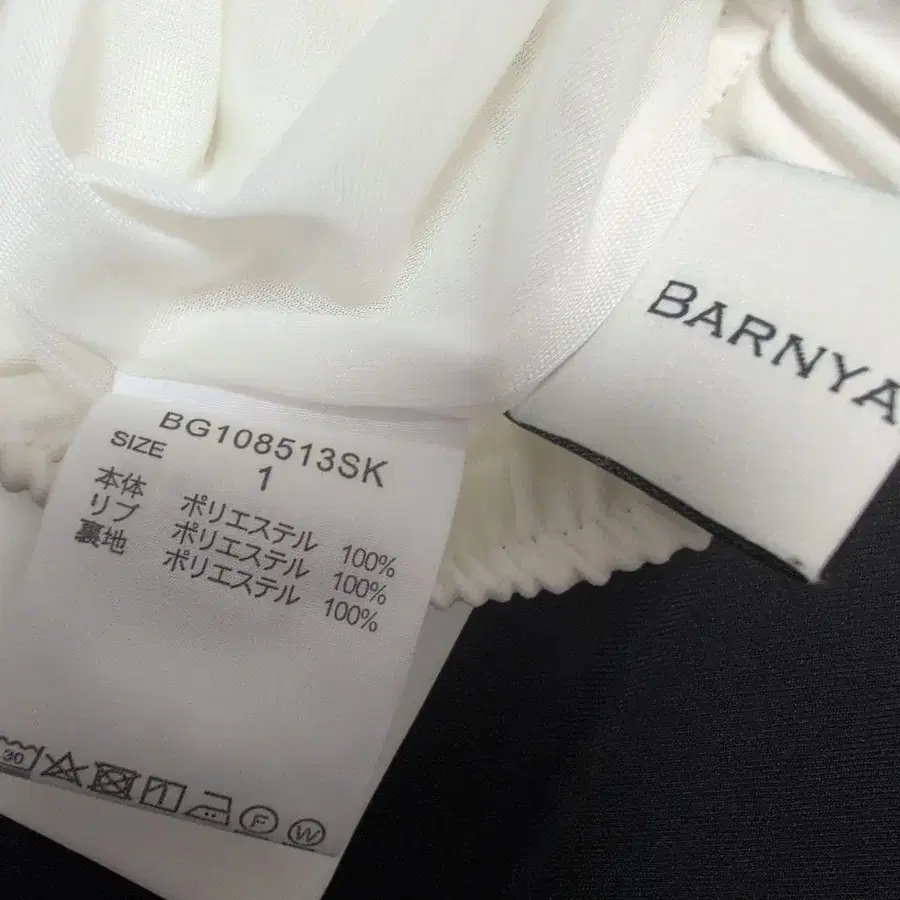 BARNYA
BG108513SK
SIZE 1
本体 ポリエステル 100%
リブ ポリエステル 100%
裏地 ポリエステル 100%
30
F
W